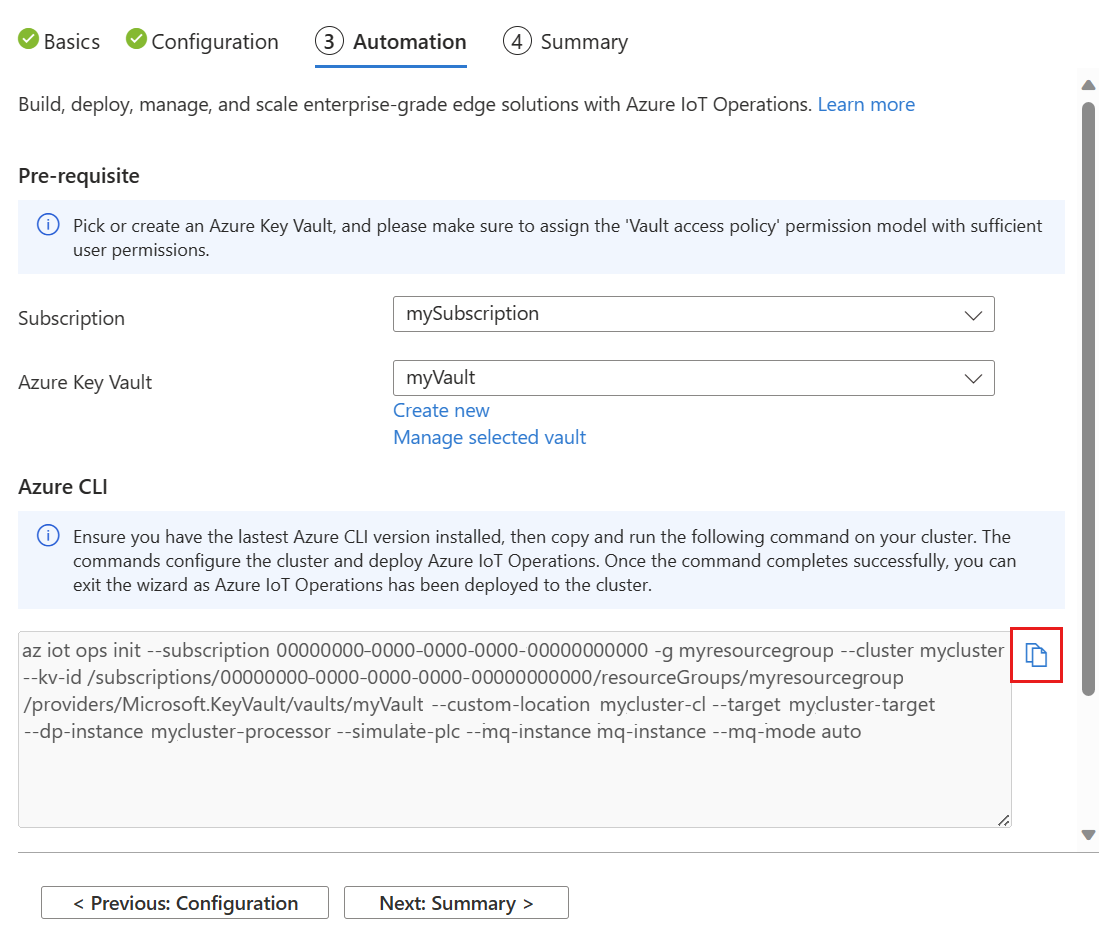 Basics Configuration 3 Automation 4 Summary
Build, deploy, manage, and scale enterprise-grade edge solutions with Azure IoT Operations. Learn more
Pre-requisite
Pick or create an Azure Key Vault, and please make sure to assign the 'Vault access policy' permission model with sufficient
user permissions.
Subscription mySubscription
Azure Key Vault myVault
Create new
Manage selected vault
Azure CLI
Ensure you have the lastest Azure CLI version installed, then copy and run the following command on your cluster. The
commands configure the cluster and deploy Azure IoT Operations. Once the command completes successfully, you can
exit the wizard as Azure IoT Operations has been deployed to the cluster.
az iot ops init --subscription 00000000-0000-0000-0000-00000000000 -g myresourcegroup --cluster mycluster
--kv-id /subscriptions/00000000-0000-0000-0000-00000000000/resourceGroups/myresourcegroup
/providers/Microsoft.KeyVault/vaults/myVault --custom-location mycluster-cl --target mycluster-target
--dp-instance mycluster-processor --simulate-plc --mq-instance mq-instance --mq-mode auto
< Previous: Configuration Next: Summary >